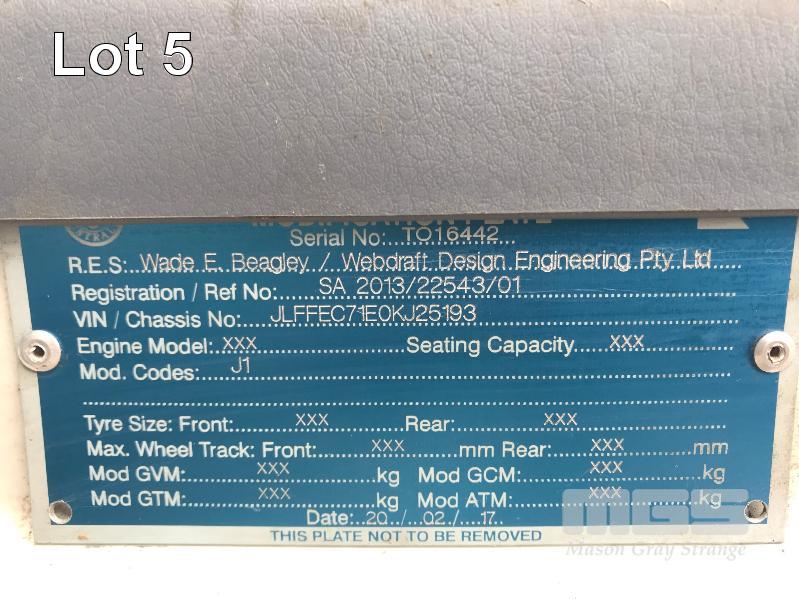 Lot 5
MODIFICATION PLATE
Serial No: TO16442
R.E.S: Wade E. Beagley / Webdraft Design Engineering Pty Ltd
Registration / Ref No: SA 2013/22543/01
VIN / Chassis No: JLFFEC71E0KJ25193
Engine Model: XXX Seating Capacity XXX
Mod. Codes: J1
Tyre Size: Front: XXX Rear: XXX
Max. Wheel Track: Front: XXX mm Rear: XXX mm
Mod GVM: XXX kg Mod GCM: XXX kg
Mod GTM: XXX kg Mod ATM: XXX kg
Date: 20 / 02 / 17
THIS PLATE NOT TO BE REMOVED
MGS
Mason Gray Strange